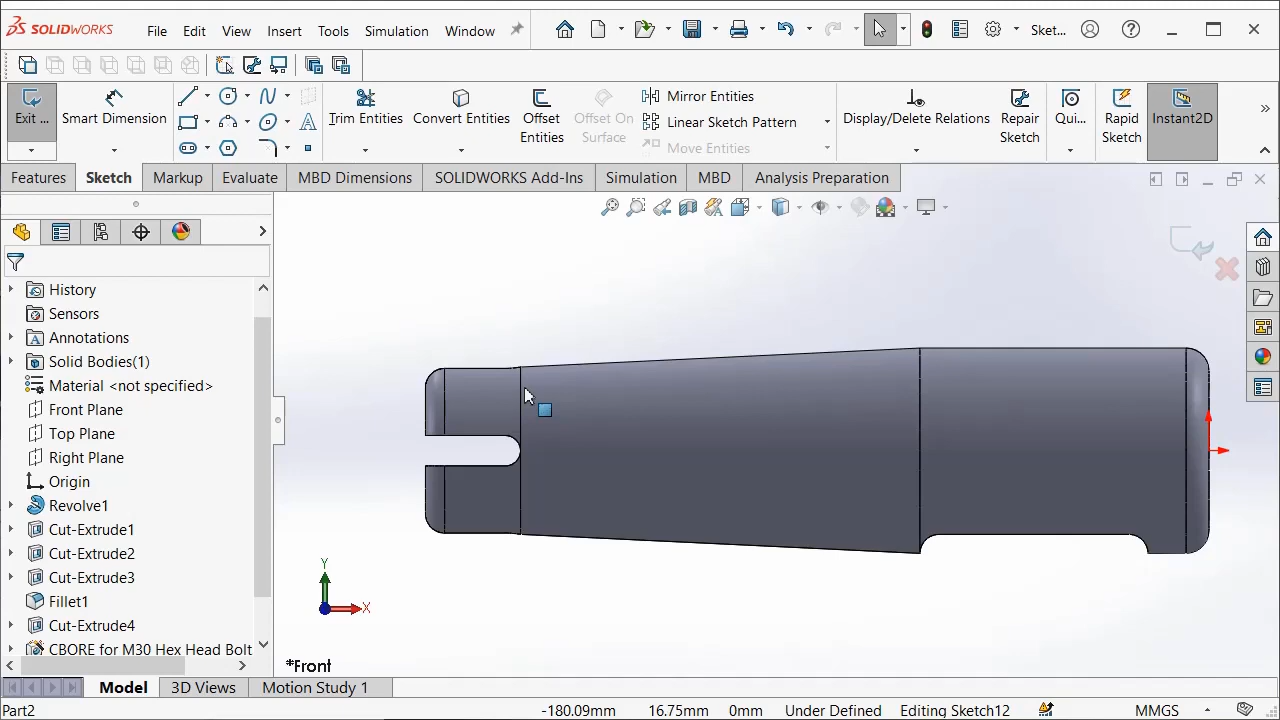 SOLIDWORKS File Edit View Insert Tools Simulation Window Sket...
Exit ... Smart Dimension Trim Entities Convert Entities Offset Entities Offset On Surface Mirror Entities Linear Sketch Pattern Move Entities Display/Delete Relations Repair Sketch Qui... Rapid Sketch Instant2D
Features Sketch Markup Evaluate MBD Dimensions SOLIDWORKS Add-Ins Simulation MBD Analysis Preparation
History
Sensors
Annotations
Solid Bodies(1)
Material <not specified>
Front Plane
Top Plane
Right Plane
Origin
Revolve1
Cut-Extrude1
Cut-Extrude2
Cut-Extrude3
Fillet1
Cut-Extrude4
CBORE for M30 Hex Head Bolt
Y
X
*Front
Model 3D Views Motion Study 1
Part2 -180.09mm 16.75mm 0mm Under Defined Editing Sketch12 MMGS